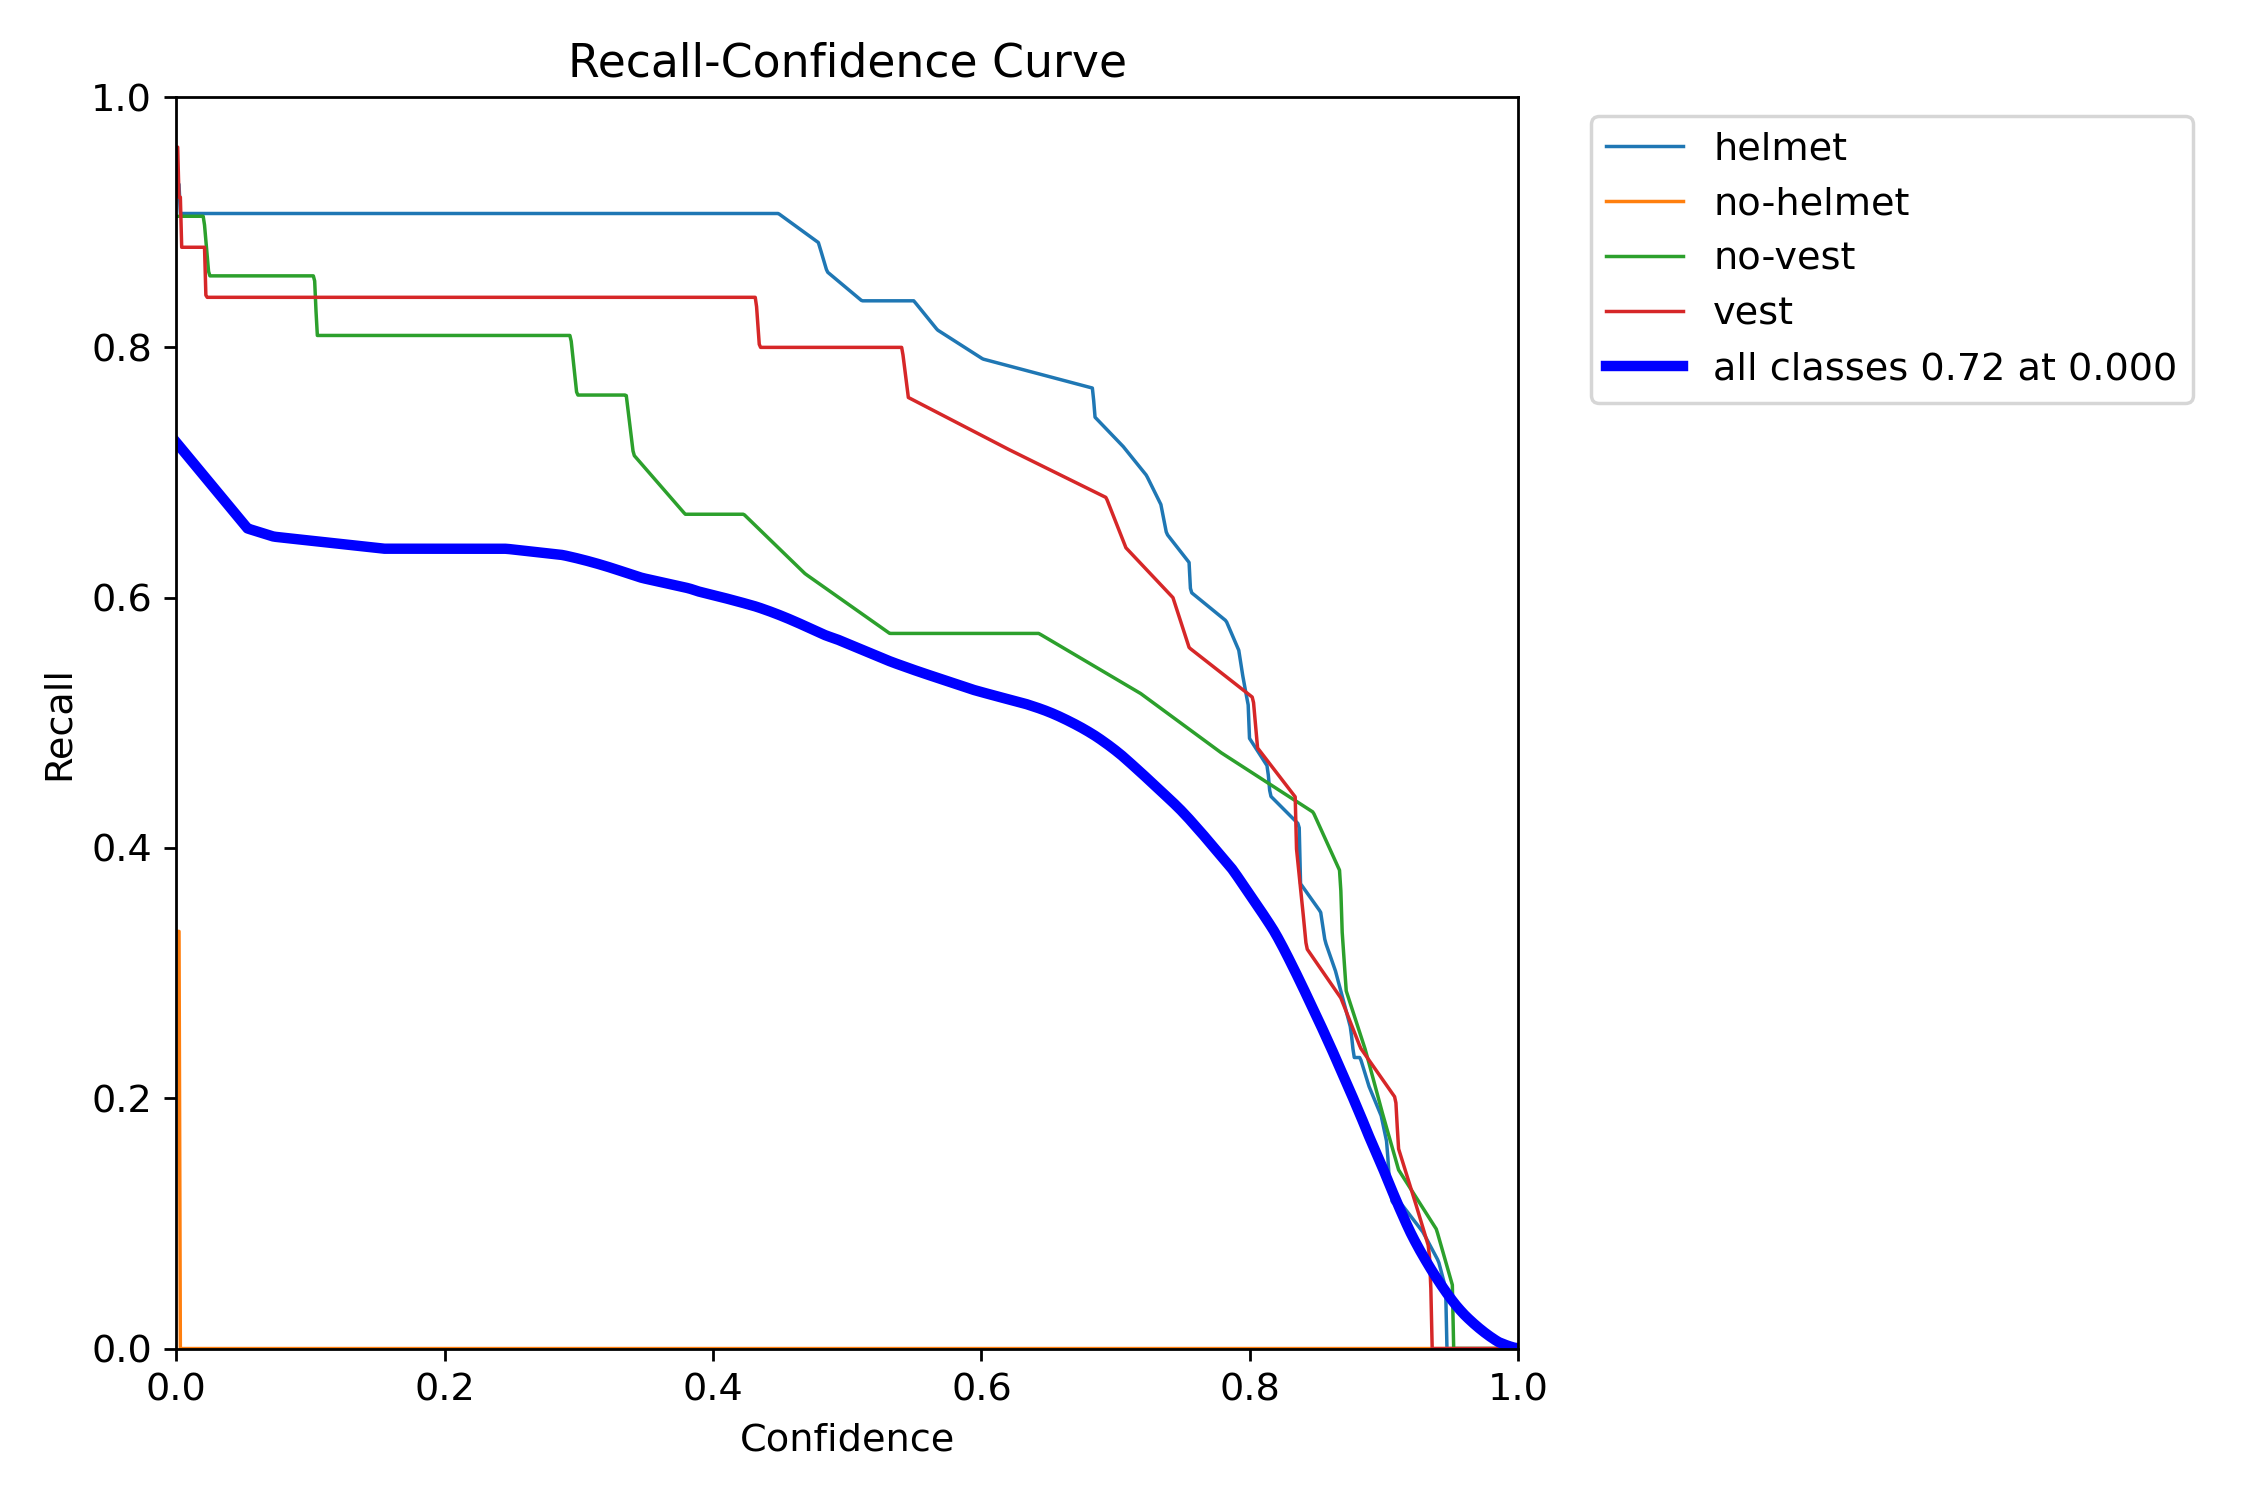 Recall-Confidence Curve
1.0
0.8
0.6
0.4
0.2
0.0
Recall
0.0 0.2 0.4 0.6 0.8 1.0
Confidence
helmet
no-helmet
no-vest
vest
all classes 0.72 at 0.000